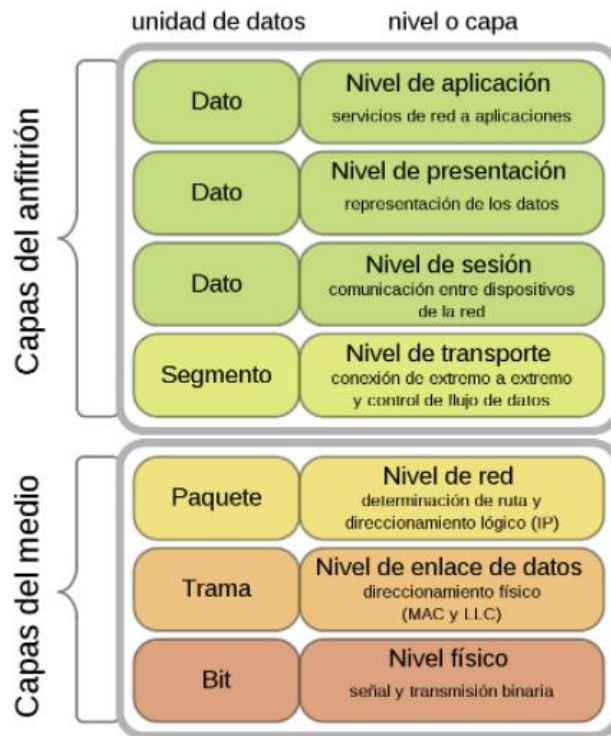 unidad de datos nivel o capa
Capas del anfitrión
Dato
Nivel de aplicación
servicios de red a aplicaciones
Dato
Nivel de presentación
representación de los datos
Dato
Nivel de sesión
comunicación entre dispositivos
de la red
Segmento
Nivel de transporte
conexión de extremo a extremo
y control de flujo de datos
Capas del medio
Paquete
Nivel de red
determinación de ruta y
direccionamiento lógico (IP)
Trama
Nivel de enlace de datos
direccionamiento físico
(MAC y LLC)
Bit
Nivel físico
señal y transmisión binaria